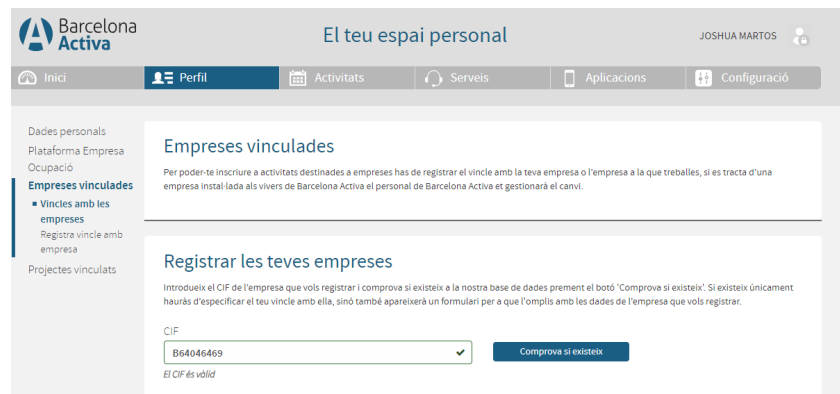 Barcelona
Activa
El teu espai personal
JOSHUA MARTOS
Inici
Perfil
Activitats
Serveis
Aplicacions
Configuració
Dades personals
Plataforma Empresa
Ocupació
Empreses vinculades
Vincles amb les
empreses
Registra vincle amb
empresa
Projectes vinculats
Empreses vinculades
Per poder-te inscriure a activitats destinades a empreses has de registrar el vincle amb la teva empresa o l'empresa a la que treballes, si es tracta d'una
empresa instal·lada als vivers de Barcelona Activa el personal de Barcelona Activa et gestionarà el canvi.
Registrar les teves empreses
Introdueix el CIF de l'empresa que vols registrar i comprova si existeix a la nostra base de dades prement el botó 'Comprova si existeix'. Si existeix únicament
hauràs d'especificar el teu vincle amb ella, sinó també apareixerà un formulari per a que l'omplis amb les dades de l'empresa que vols registrar.
CIF
B64046469
Comprova si existeix
El CIF és vàlid